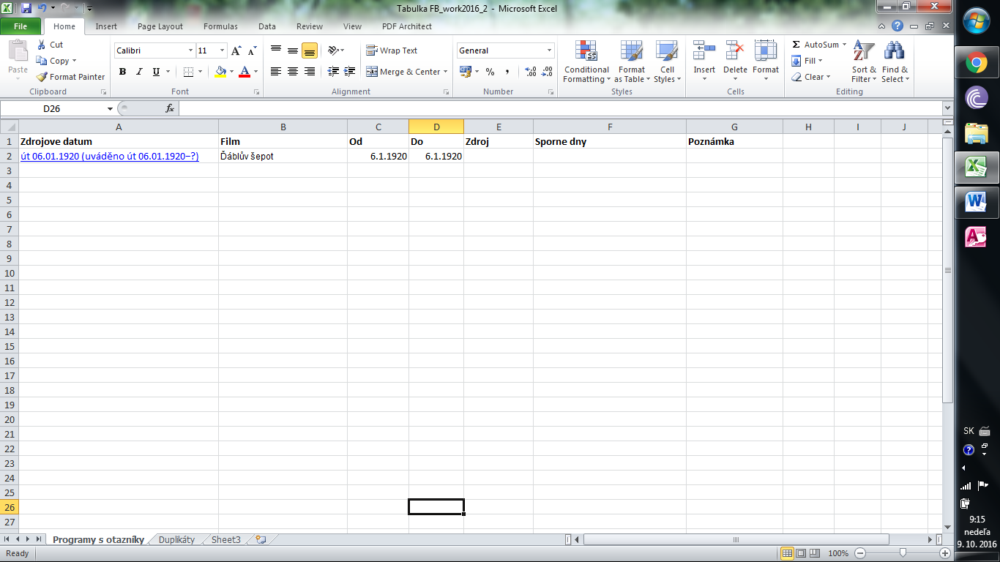 Tabulka FB_work2016_2 - Microsoft Excel
File Home Insert Page Layout Formulas Data Review View PDF Architect
Paste Cut Copy Format Painter Clipboard
Calibri 11 A A B I U A Font
Wrap Text Merge & Center Alignment
General % , Number
Conditional Formatting Format as Table Cell Styles Styles
Insert Delete Format Cells
Σ AutoSum Fill Clear Sort & Filter Find & Select Editing
D26 fx
A B C D E F G H I J
1 Zdrojove datum Film Od Do Zdroj Sporne dny Poznámka
2 út 06.01.1920 (uváděno út 06.01.1920–?) Ďáblův šepot 6.1.1920 6.1.1920
3
4
5
6
7
8
9
10
11
12
13
14
15
16
17
18
19
20
21
22
23
24
25
26
27
Programy s otazníky Duplikáty Sheet3
Ready 100%
SK
9:15
nedeľa
9. 10. 2016